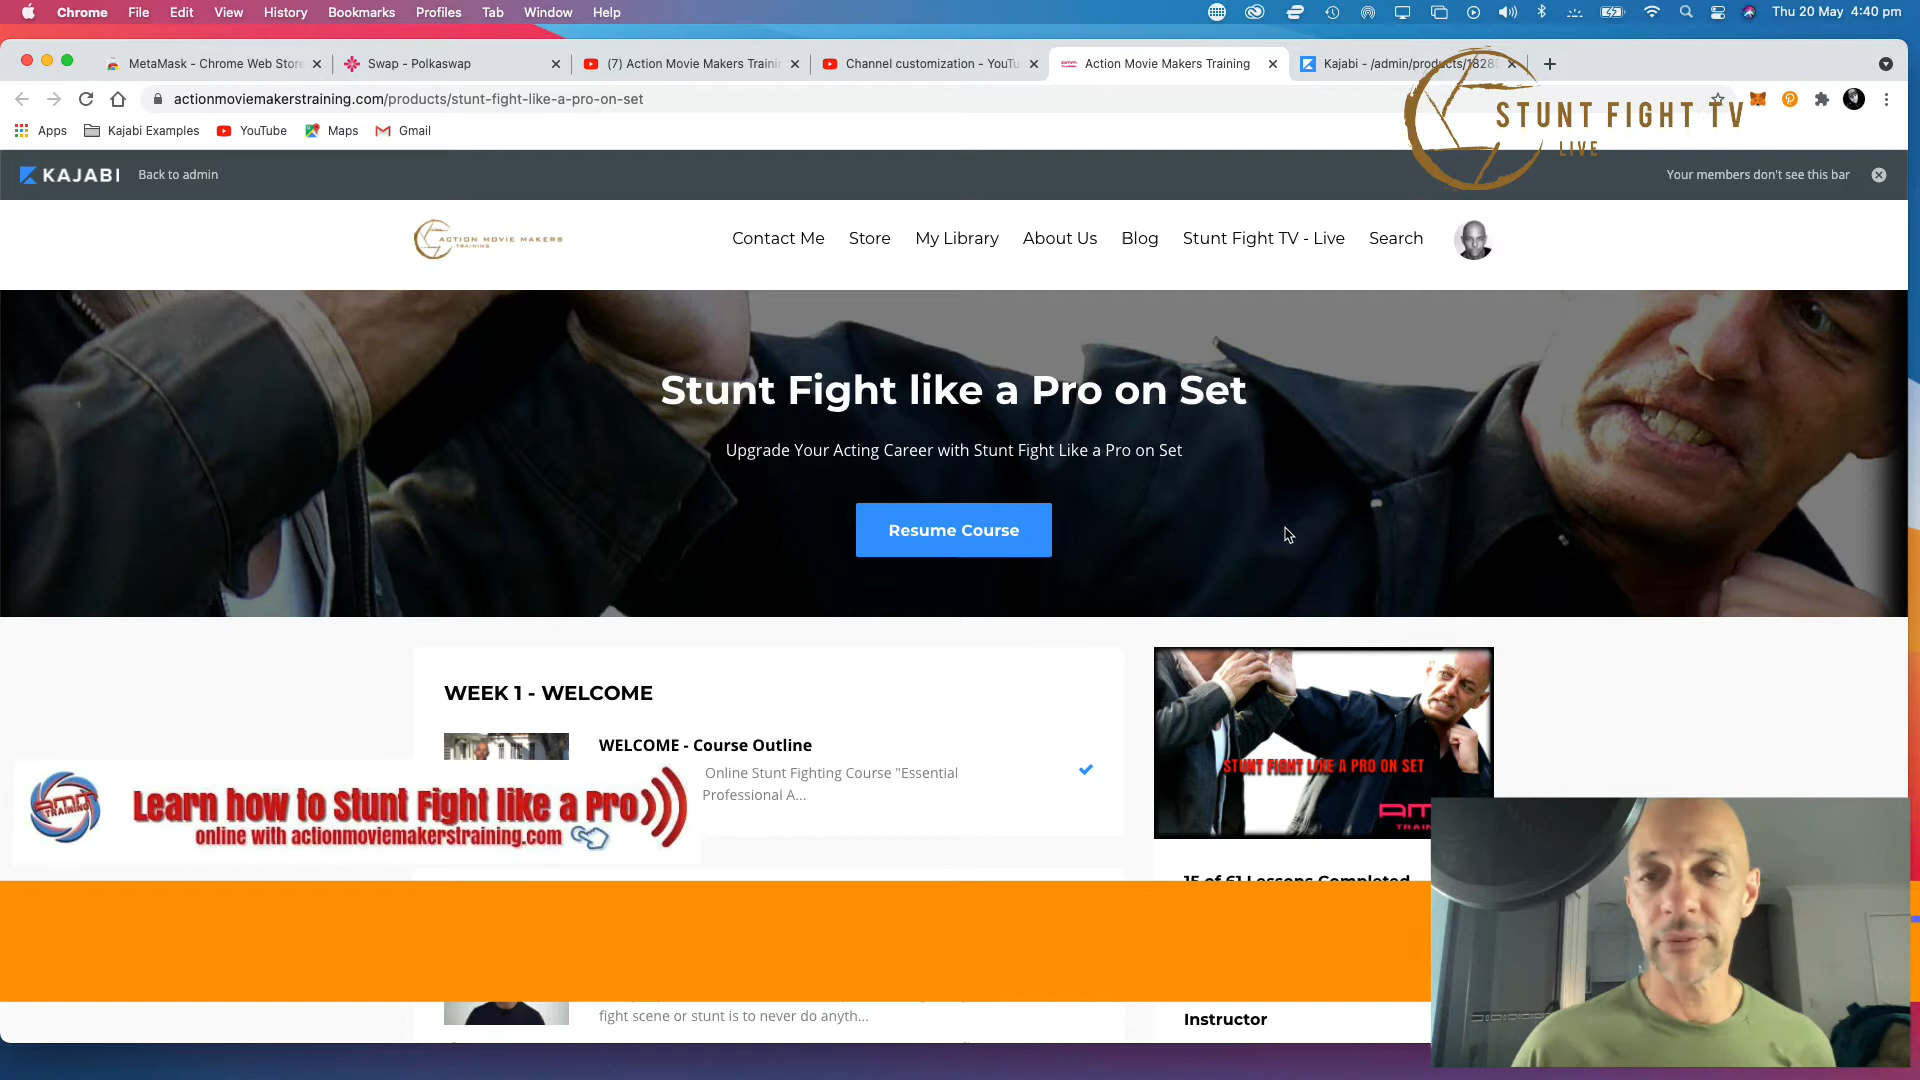 Chrome File Edit View History Bookmarks Profiles Tab Window Help Thu 20 May 4:40 pm
MetaMask - Chrome Web Store Swap - Polkaswap (7) Action Movie Makers Trainin Channel customization - YouTu Action Movie Makers Training Kajabi - /admin/products/1828
actionmoviemakerstraining.com/products/stunt-fight-like-a-pro-on-set
STUNT FIGHT TV
LIVE
Apps Kajabi Examples YouTube Maps Gmail
KAJABI Back to admin Your members don't see this bar
ACTION MOVIE MAKERS
TRAINING
Contact Me Store My Library About Us Blog Stunt Fight TV - Live Search
Stunt Fight like a Pro on Set
Upgrade Your Acting Career with Stunt Fight Like a Pro on Set
Resume Course
WEEK 1 - WELCOME
WELCOME - Course Outline
Online Stunt Fighting Course "Essential
Professional A...
STUNT FIGHT LIKE A PRO ON SET
AMT TRAINING
Learn how to Stunt Fight like a Pro
online with actionmoviemakerstraining.com
15 of 61 Lessons Completed
fight scene or stunt is to never do anyth...
Instructor